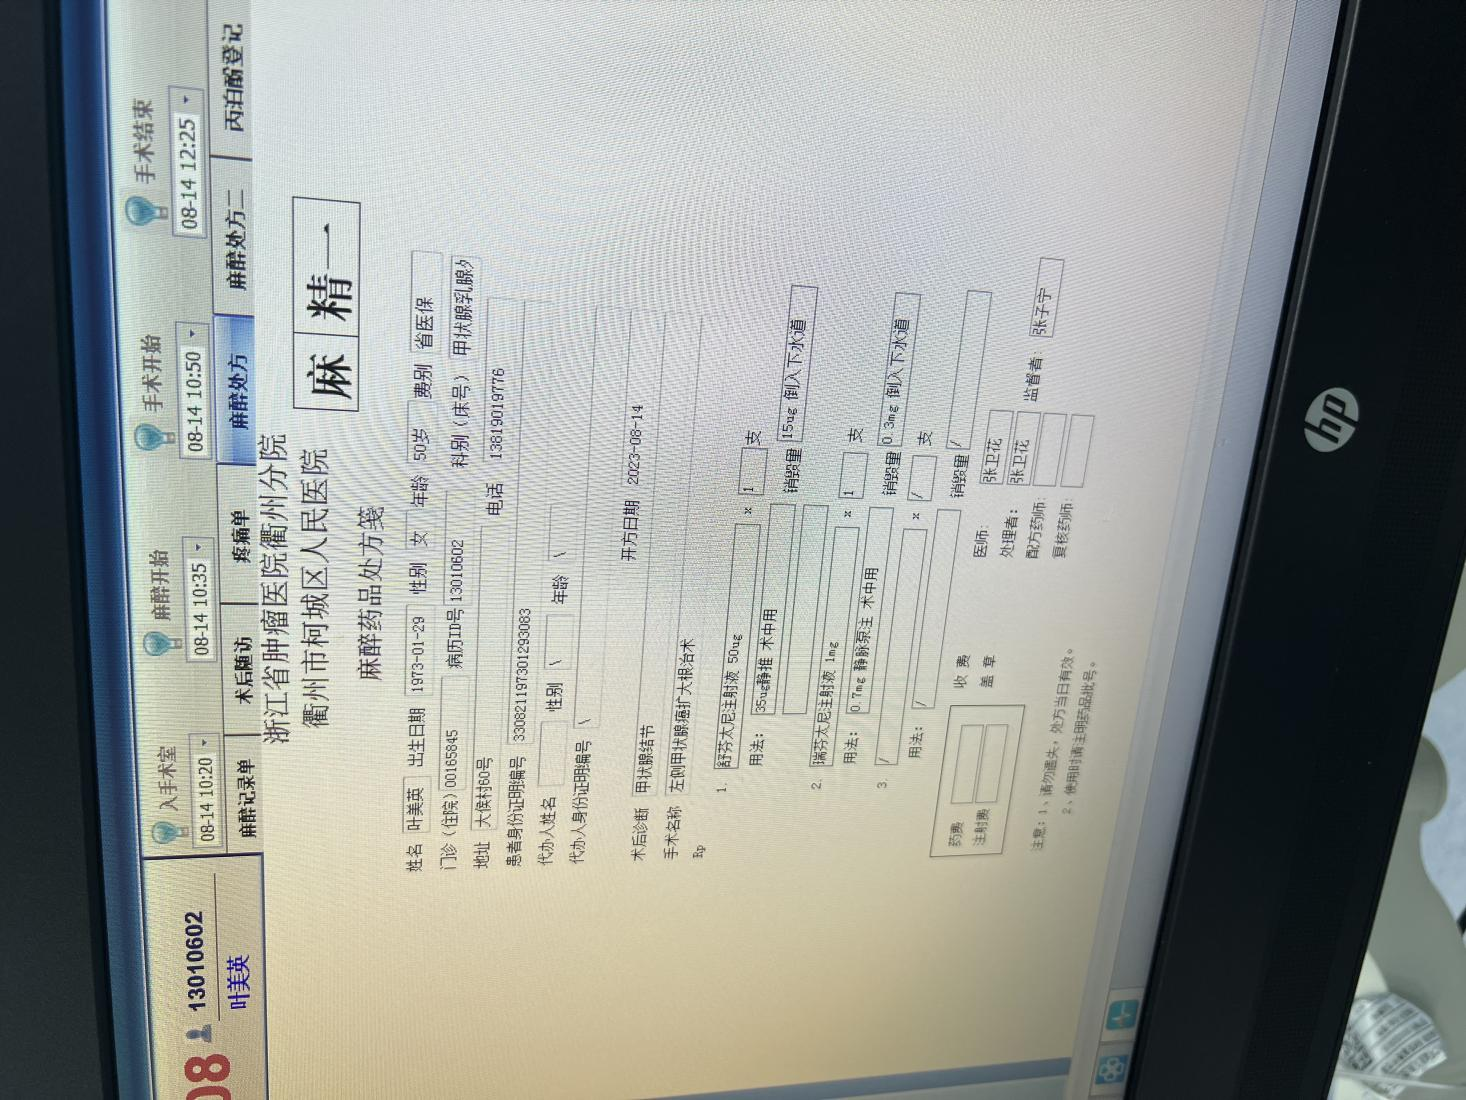 入手术室 麻醉开始 手术开始 手术结束
08-14 10:20 08-14 10:35 08-14 10:50 08-14 12:25
08 13010602
叶美英
麻醉记录单 术后随访 疼痛单 麻醉处方 麻醉处方二 丙泊酚登记
浙江省肿瘤医院衢州分院
衢州市柯城区人民医院
麻 精一
麻醉药品处方笺
姓名 叶美英 出生日期 1973-01-29 性别 女 年龄 50岁 费别 省医保
门诊(住院) 00165845 病历ID号 13010602 科别(床号) 甲状腺乳腺外
地址 大侯村60号 电话 13819019776
患者身份证明编号 330821197301293083
代办人姓名 性别 \ 年龄 \
代办人身份证明编号 \
开方日期 2023-08-14
术后诊断 甲状腺结节
手术名称 左侧甲状腺癌扩大根治术
Rp
1. 舒芬太尼注射液 50ug x 1 支
用法: 35ug静推 术中用 销毁量 15ug 倒入下水道
2. 瑞芬太尼注射液 1mg x 1 支
用法: 0.7mg 静脉泵注 术中用 销毁量 0.3mg 倒入下水道
3. / x / 支
用法: / 销毁量 /
医师: 张卫花
处理者: 张卫花 监督者 张子宁
配方药师:
复核药师:
药费 收费
注射费 盖章
注意: 1、请勿遗失, 处方当日有效。
2、使用时请注明药品批号。
hp